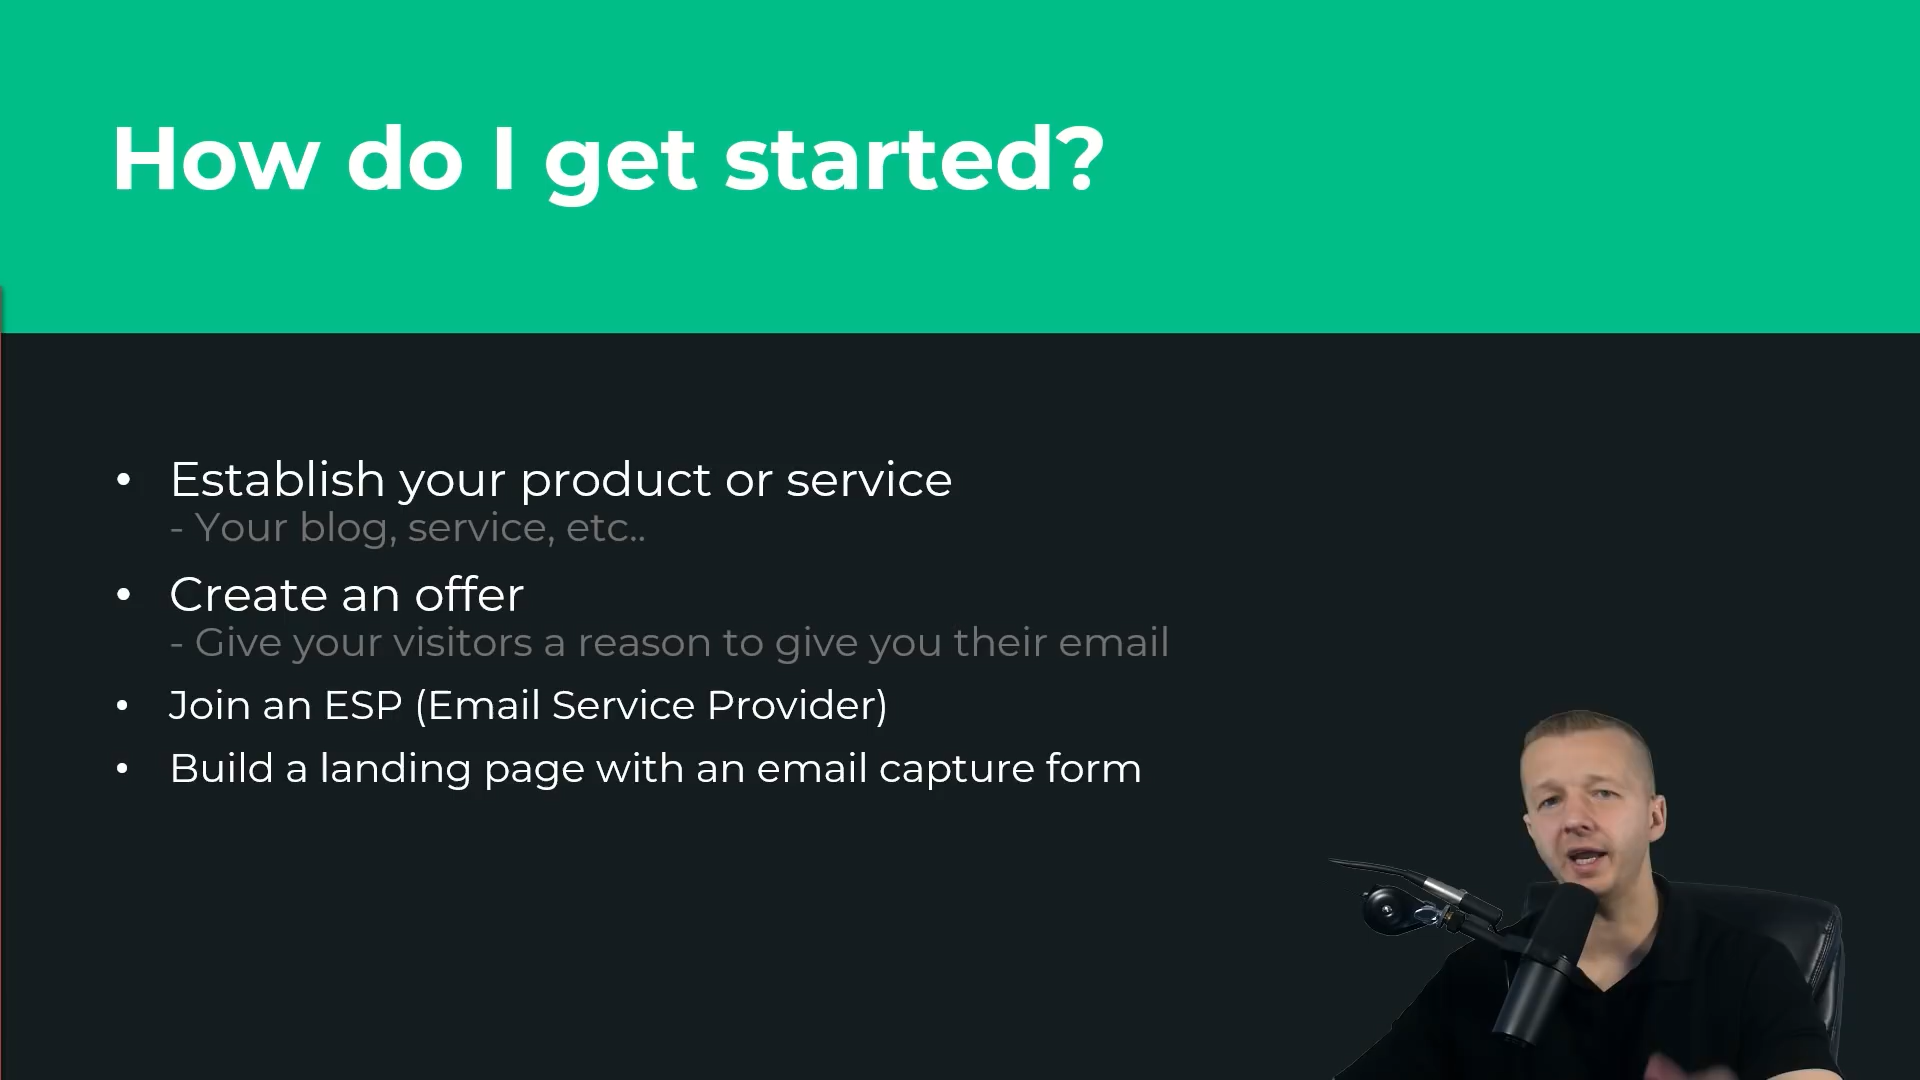 How do I get started?
• Establish your product or service
- Your blog, service, etc..
• Create an offer
- Give your visitors a reason to give you their email
• Join an ESP (Email Service Provider)
• Build a landing page with an email capture form